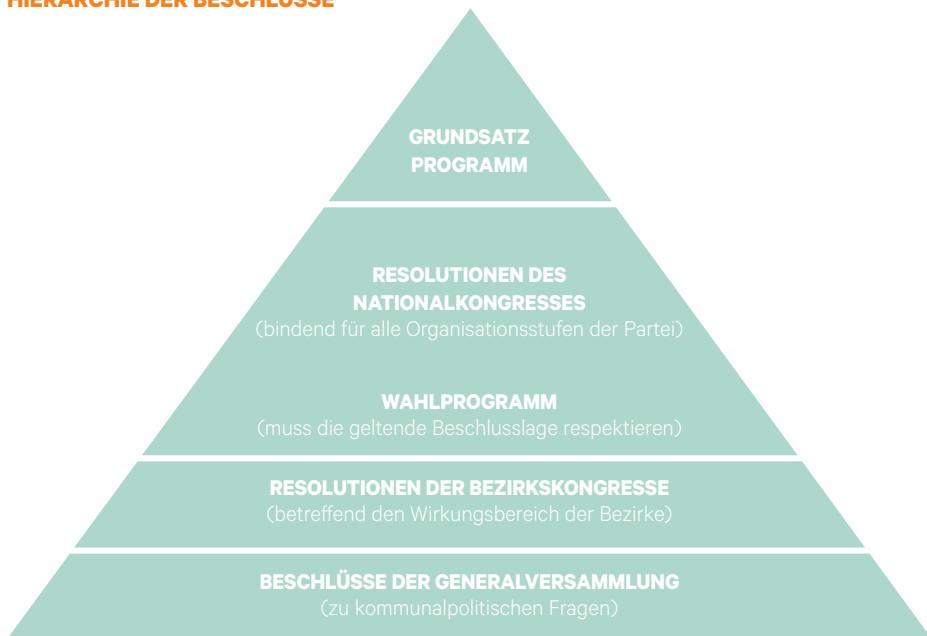 HIERARCHIE DER BESCHLÜSSE
GRUNDSATZ
PROGRAMM
RESOLUTIONEN DES
NATIONALKONGRESSES
(bindend für alle Organisationsstufen der Partei)
WAHLPROGRAMM
(muss die geltende Beschlusslage respektieren)
RESOLUTIONEN DER BEZIRKSKONGRESSE
(betreffend den Wirkungsbereich der Bezirke)
BESCHLÜSSE DER GENERALVERSAMMLUNG
(zu kommunalpolitischen Fragen)